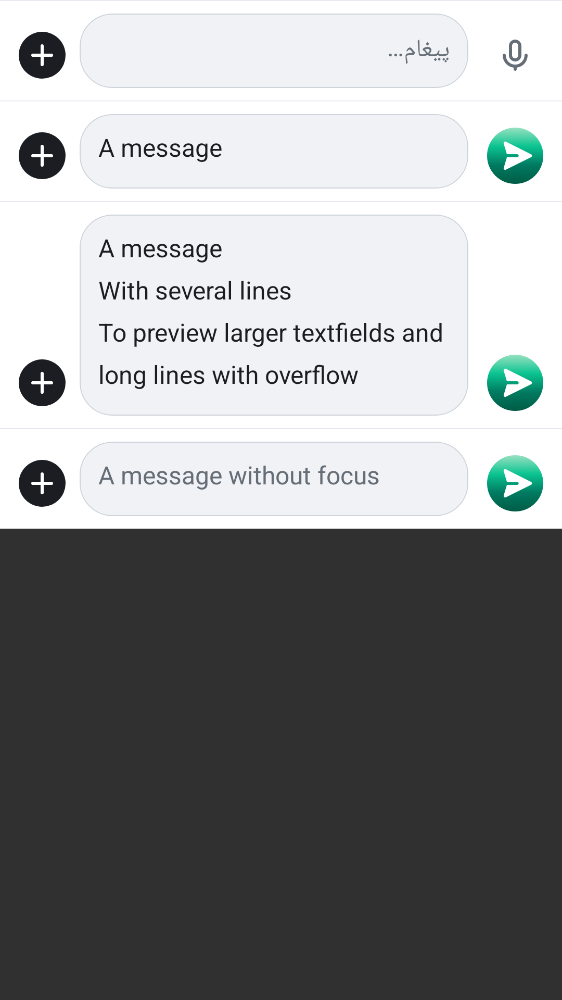 پیغام...
A message
A message
With several lines
To preview larger textfields and
long lines with overflow
A message without focus